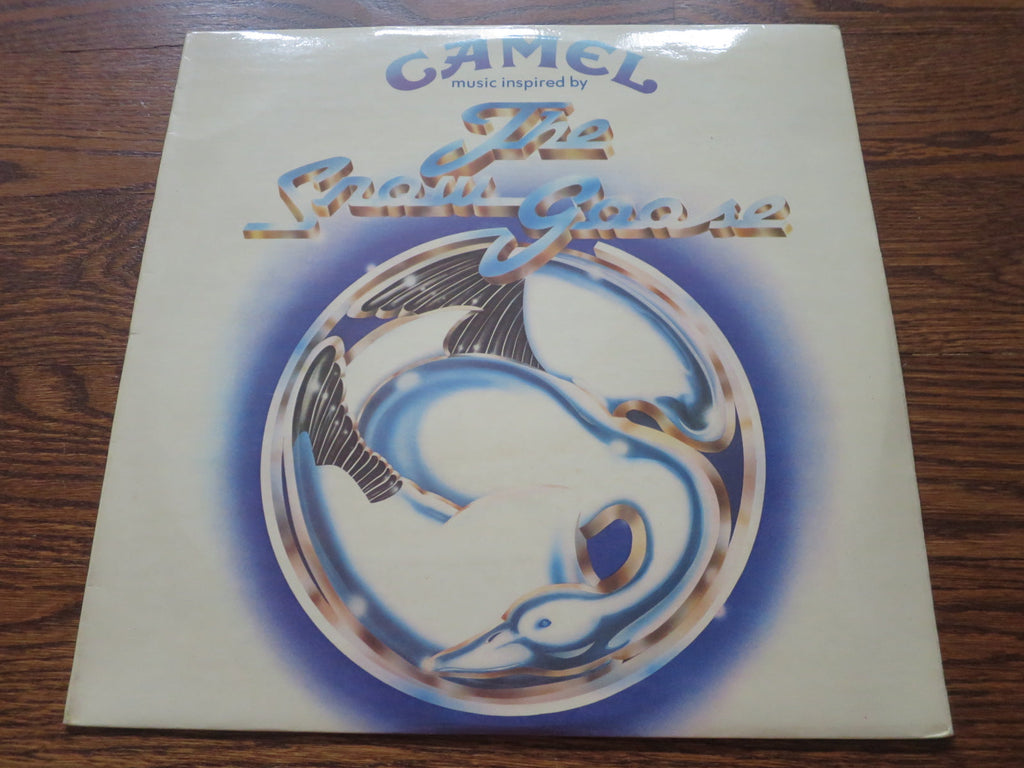 CAMEL
music inspired by
The
Snow Goose